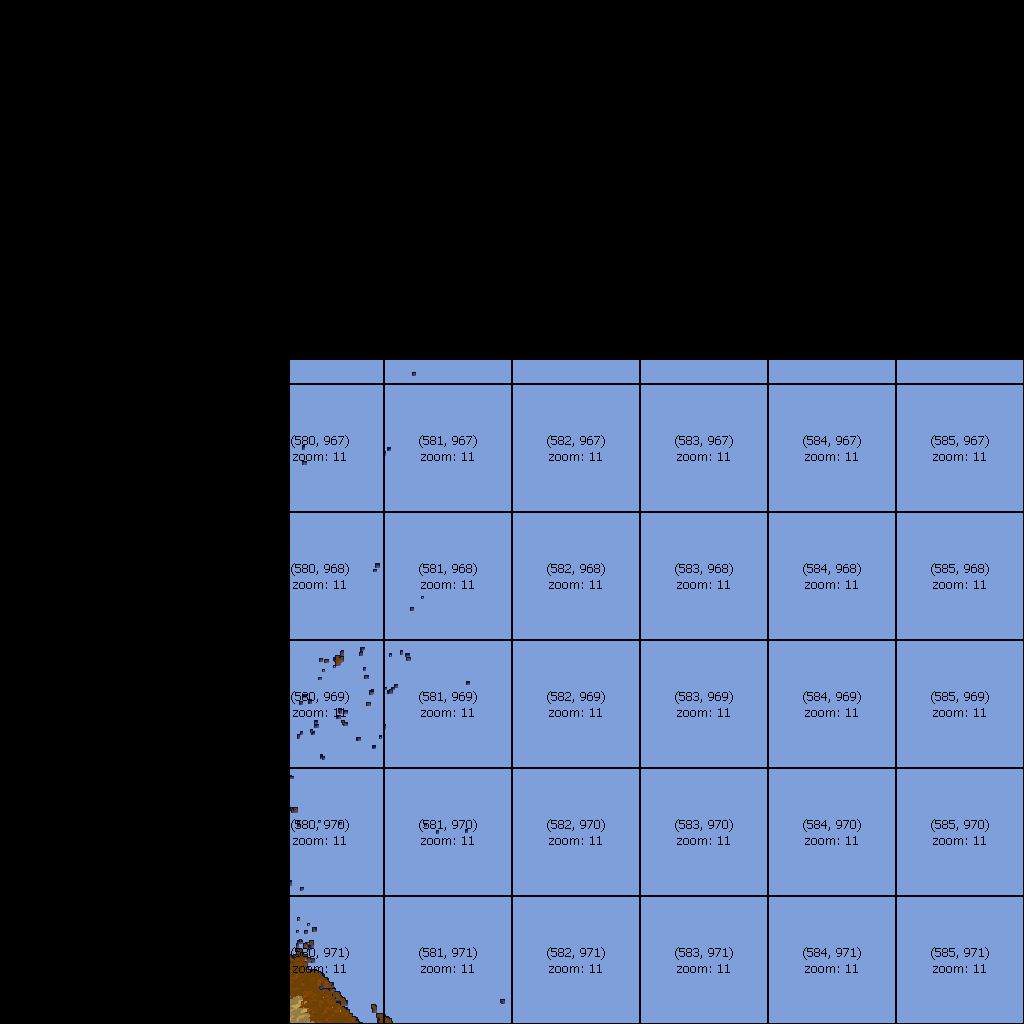 (580, 967) (581, 967) (582, 967) (583, 967) (584, 967) (585, 967)
zoom: 11 zoom: 11 zoom: 11 zoom: 11 zoom: 11 zoom: 11
(580, 968) (581, 968) (582, 968) (583, 968) (584, 968) (585, 968)
zoom: 11 zoom: 11 zoom: 11 zoom: 11 zoom: 11 zoom: 11
(580, 969) (581, 969) (582, 969) (583, 969) (584, 969) (585, 969)
zoom: 11 zoom: 11 zoom: 11 zoom: 11 zoom: 11 zoom: 11
(580, 970) (581, 970) (582, 970) (583, 970) (584, 970) (585, 970)
zoom: 11 zoom: 11 zoom: 11 zoom: 11 zoom: 11 zoom: 11
(580, 971) (581, 971) (582, 971) (583, 971) (584, 971) (585, 971)
zoom: 11 zoom: 11 zoom: 11 zoom: 11 zoom: 11 zoom: 11